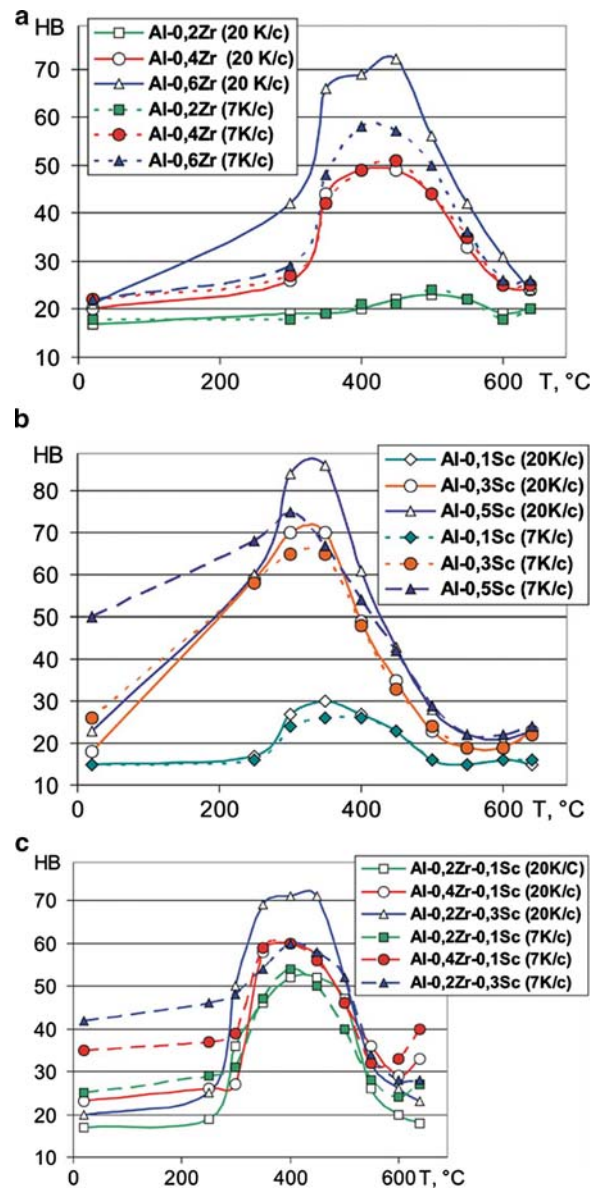 a
HB
Al-0,2Zr (20 K/c)
Al-0,4Zr (20 K/c)
Al-0,6Zr (20 K/c)
Al-0,2Zr (7K/c)
Al-0,4Zr (7K/c)
Al-0,6Zr (7K/c)
70
60
50
40
30
20
10
0
200
400
600
T, °C
b
HB
Al-0,1Sc (20K/c)
Al-0,3Sc (20K/c)
Al-0,5Sc (20K/c)
Al-0,1Sc (7K/c)
Al-0,3Sc (7K/c)
Al-0,5Sc (7K/c)
80
70
60
50
40
30
20
10
0
200
400
600
T, °C
c
HB
Al-0,2Zr-0,1Sc (20K/C)
Al-0,4Zr-0,1Sc (20K/c)
Al-0,2Zr-0,3Sc (20K/c)
Al-0,2Zr-0,1Sc (7K/c)
Al-0,4Zr-0,1Sc (7K/c)
Al-0,2Zr-0,3Sc (7K/c)
70
60
50
40
30
20
10
0
200
400
600
T, °C